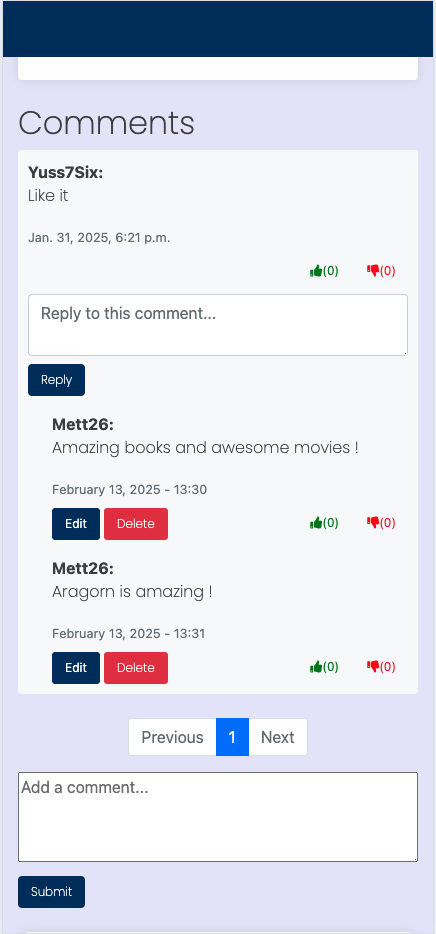 Comments
Yuss7Six:
Like it
Jan. 31, 2025, 6:21 p.m.
(0) (0)
Reply to this comment...
Reply
Mett26:
Amazing books and awesome movies !
February 13, 2025 - 13:30
Edit Delete (0) (0)
Mett26:
Aragorn is amazing !
February 13, 2025 - 13:31
Edit Delete (0) (0)
Previous 1 Next
Add a comment...
Submit